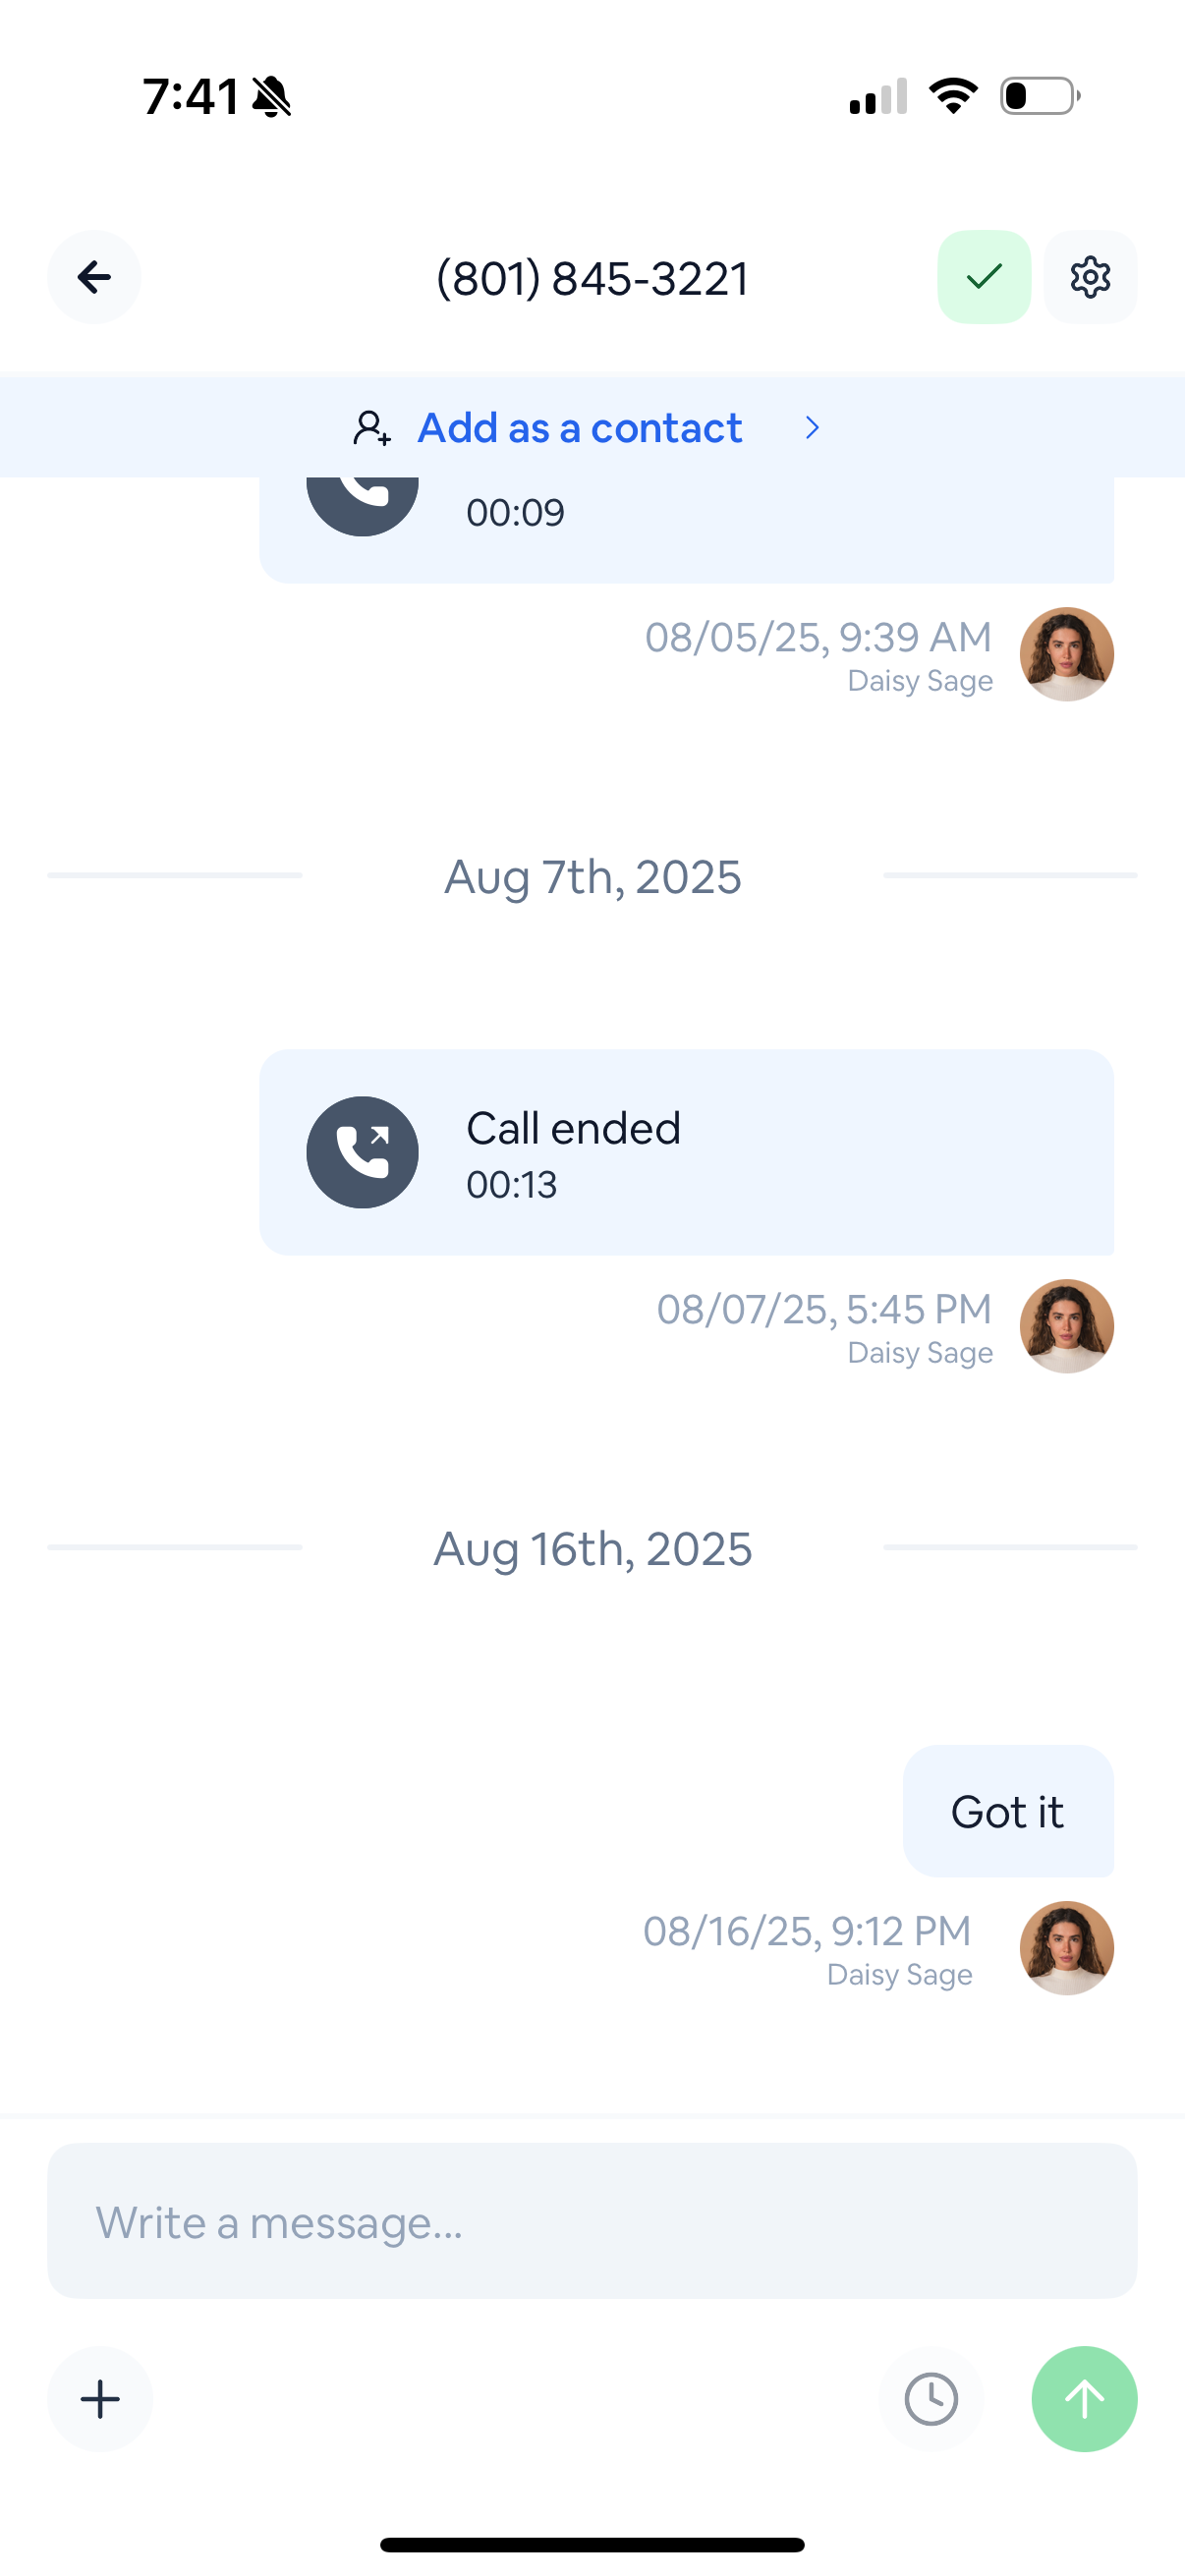 7:41
(801) 845-3221
Add as a contact
00:09
08/05/25, 9:39 AM
Daisy Sage
Aug 7th, 2025
Call ended
00:13
08/07/25, 5:45 PM
Daisy Sage
Aug 16th, 2025
Got it
08/16/25, 9:12 PM
Daisy Sage
Write a message...